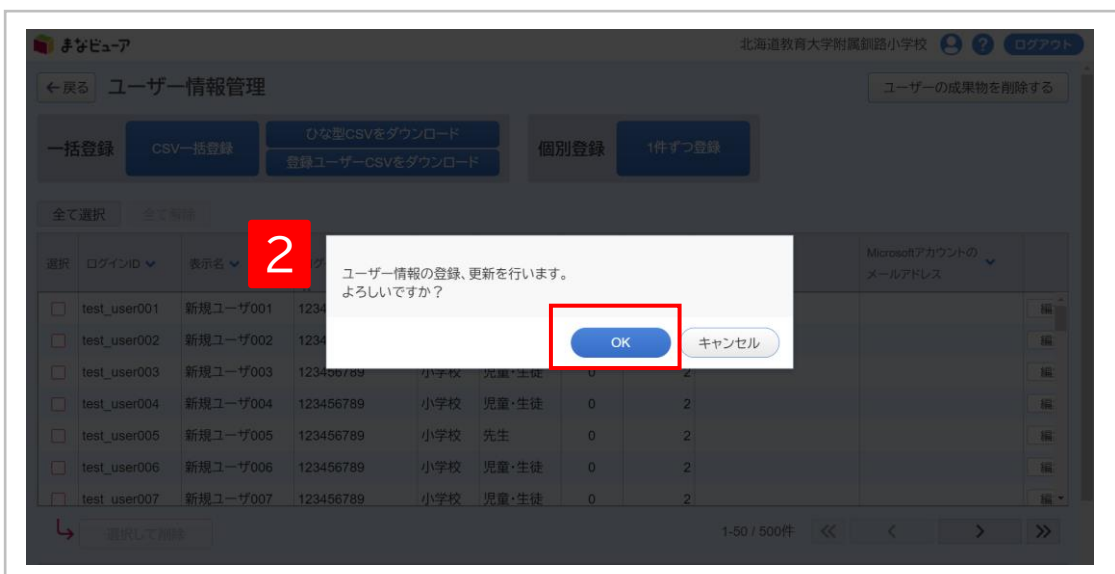 まなビューア
北海道教育大学附属釧路小学校 ? ログアウト
←戻る ユーザー情報管理 ユーザーの成果物を削除する
一括登録 CSV一括登録 ひな型CSVをダウンロード
登録ユーザーCSVをダウンロード
個別登録 1件ずつ登録
全て選択 全て解除
2
選択 ログインID 表示名 Microsoftアカウントの
メールアドレス
ユーザー情報の登録、更新を行います。
よろしいですか?
OK キャンセル
test_user001 新規ユーザ001 1234 編
test_user002 新規ユーザ002 1234 編
test_user003 新規ユーザ003 123456789 小学校 児童・生徒 0 2 編
test_user004 新規ユーザ004 123456789 小学校 児童・生徒 0 2 編
test_user005 新規ユーザ005 123456789 小学校 先生 0 2 編
test_user006 新規ユーザ006 123456789 小学校 児童・生徒 0 2 編
test_user007 新規ユーザ007 123456789 小学校 児童・生徒 0 2 編
選択して削除 1-50 / 500件